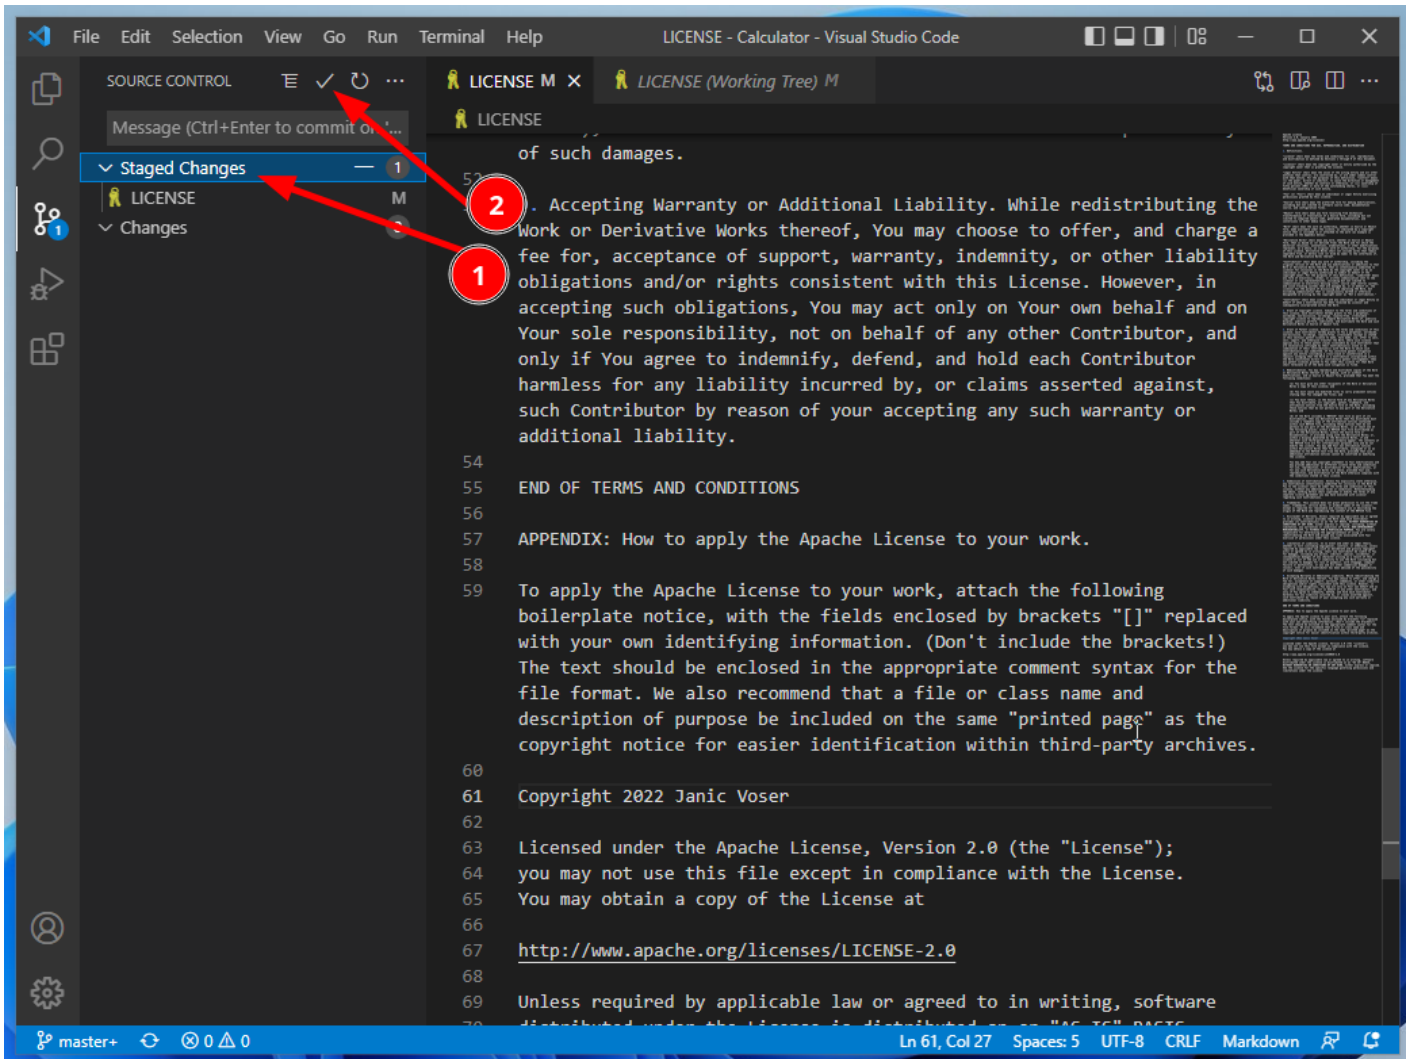 File Edit Selection View Go Run Terminal Help LICENSE - Calculator - Visual Studio Code
SOURCE CONTROL
Message (Ctrl+Enter to commit on '...
Staged Changes 1
LICENSE M
Changes
1
2
1
LICENSE M LICENSE (Working Tree) M
LICENSE
of such damages.
. Accepting Warranty or Additional Liability. While redistributing the
Work or Derivative Works thereof, You may choose to offer, and charge a
fee for, acceptance of support, warranty, indemnity, or other liability
obligations and/or rights consistent with this License. However, in
accepting such obligations, You may act only on Your own behalf and on
Your sole responsibility, not on behalf of any other Contributor, and
only if You agree to indemnify, defend, and hold each Contributor
harmless for any liability incurred by, or claims asserted against,
such Contributor by reason of your accepting any such warranty or
additional liability.
54
55 END OF TERMS AND CONDITIONS
56
57 APPENDIX: How to apply the Apache License to your work.
58
59 To apply the Apache License to your work, attach the following
boilerplate notice, with the fields enclosed by brackets "[]" replaced
with your own identifying information. (Don't include the brackets!)
The text should be enclosed in the appropriate comment syntax for the
file format. We also recommend that a file or class name and
description of purpose be included on the same "printed page" as the
copyright notice for easier identification within third-party archives.
60
61 Copyright 2022 Janic Voser
62
63 Licensed under the Apache License, Version 2.0 (the "License");
64 you may not use this file except in compliance with the License.
65 You may obtain a copy of the License at
66
67 http://www.apache.org/licenses/LICENSE-2.0
68
69 Unless required by applicable law or agreed to in writing, software
master+ 0 0 Ln 61, Col 27 Spaces: 5 UTF-8 CRLF Markdown